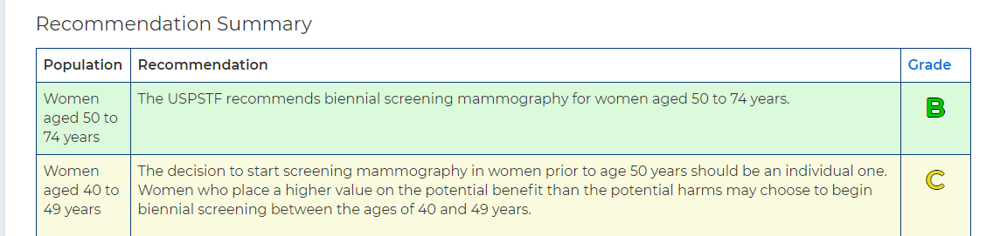 Recommendation Summary
Population Recommendation Grade
Women The USPSTF recommends biennial screening mammography for women aged 50 to 74 years. B
aged 50 to
74 years
Women The decision to start screening mammography in women prior to age 50 years should be an individual one. C
aged 40 to Women who place a higher value on the potential benefit than the potential harms may choose to begin
49 years biennial screening between the ages of 40 and 49 years.